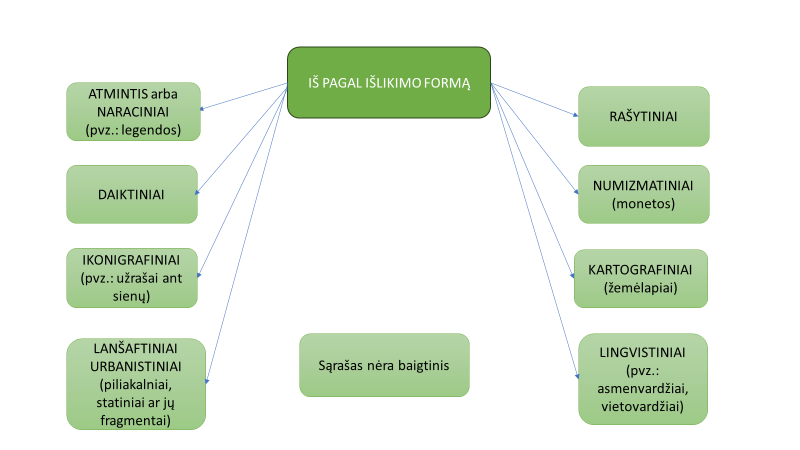 IŠ PAGAL IŠLIKIMO FORMĄ
ATMINTIS arba
NARACINIAI
(pvz.: legendos)
DAIKTINIAI
IKONIGRAFINIAI
(pvz.: užrašai ant
sienų)
LANŠAFTINIAI
URBANISTINIAI
(piliakalniai,
statiniai ar jų
fragmentai)
Sąrašas nėra baigtinis
RAŠYTINIAI
NUMIZMATINIAI
(monetos)
KARTOGRAFINIAI
(žemėlapiai)
LINGVISTINIAI
(pvz.:
asmenvardžiai,
vietovardžiai)